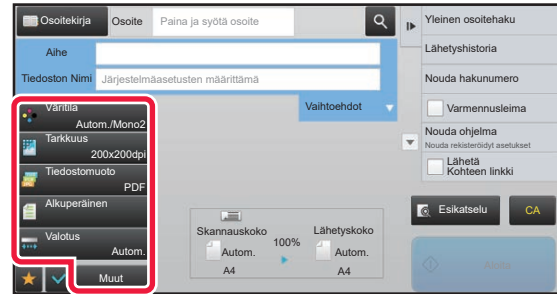 Osoitekirja
Osoite
Paina ja syötä osoite
Yleinen osoitehaku
Aihe
Lähetyshistoria
Tiedoston Nimi
Järjestelmäasetusten määrittämä
Nouda hakunumero
Väritila
Autom./Mono2
Vaihtoehdot
Varmennusleima
Tarkkuus
200x200dpi
Nouda ohjelma
Nouda rekisteröidyt asetukset
Tiedostomuoto
PDF
Lähetä
Kohteen linkki
Alkuperäinen
Skannauskoko
100%
Lähetyskoko
Esikatselu
CA
Valotus
Autom.
Autom.
Autom.
A4
A4
Muut